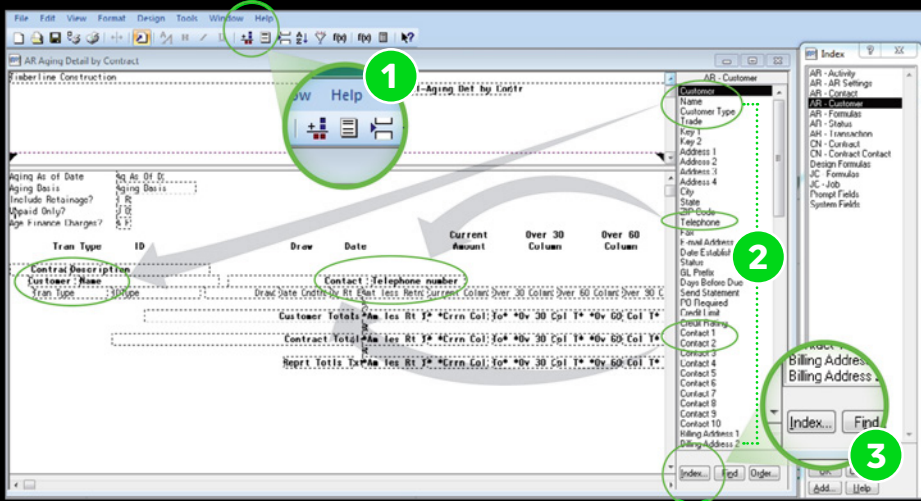 File Edit View Format Design Tools Window Help
f(x) f(x)
AR Aging Detail by Contract
Timberline Construction
-Aging Det by Contr
1
ow Help
Aging As of Date
Aging Basis Aging Basis
Include Retainage?
Unpaid Only?
Age Finance Charges?
Current Over 30 Over 60
Tran Type ID Draw Date Amount Column Column
Contrac Description
Customer Name Contact Telephone number
Tran Type
Customer Totals
Contract Total
AR - Customer
Customer
Name
Customer Type
Trade
Key 1
Key 2
Address 1
Address 2
Address 3
Address 4
City
State
ZIP Code
Telephone
Fax
E-mail Address
Date Establish
Status
GL Prefix
Days Before Due
Send Statement
PO Required
Credit Limit
Credit Rating
Contact 1
Contact 2
Contact 3
Contact 4
Contact 5
Contact 6
Contact 7
Contact 8
Contact 9
Contact 10
Billing Address 1
Billing Address 2
Index... Find Order...
2
Index
AR - Activity
AR - AR Settings
AR - Contact
AR - Customer
AR - Formulas
AR - Status
AR - Transaction
CN - Contract
CN - Contract Contact
Design Formulas
JC - Formulas
JC - Job
Prompt Fields
System Fields
Billing Address
Billing Address
Index... Find
3
OK
Add... Help